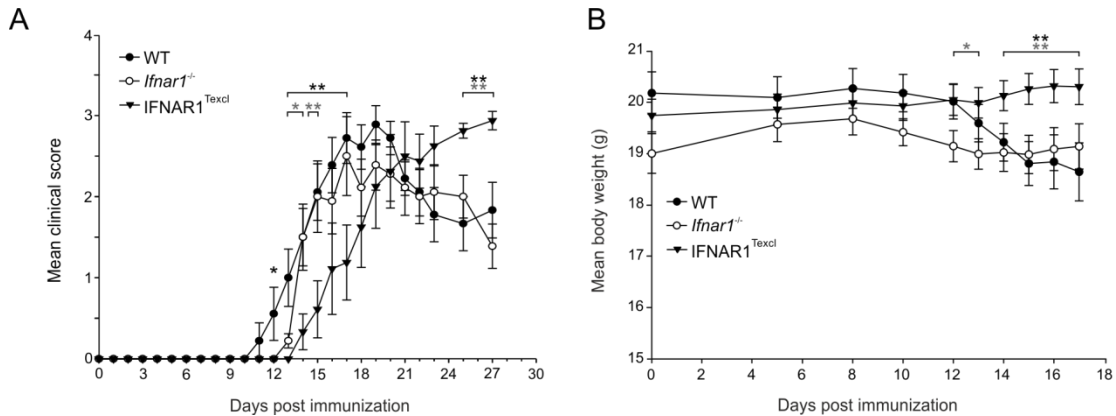 A
4
3
2
1
0
Mean clinical score
WT
Ifnar1-/-
IFNAR1Texcl
*
**
* **
**
**
0 3 6 9 12 15 18 21 24 27 30
Days post immunization
B
21
20
19
18
17
16
15
Mean body weight (g)
WT
Ifnar1-/-
IFNAR1Texcl
*
**
**
0 2 4 6 8 10 12 14 16 18
Days post immunization